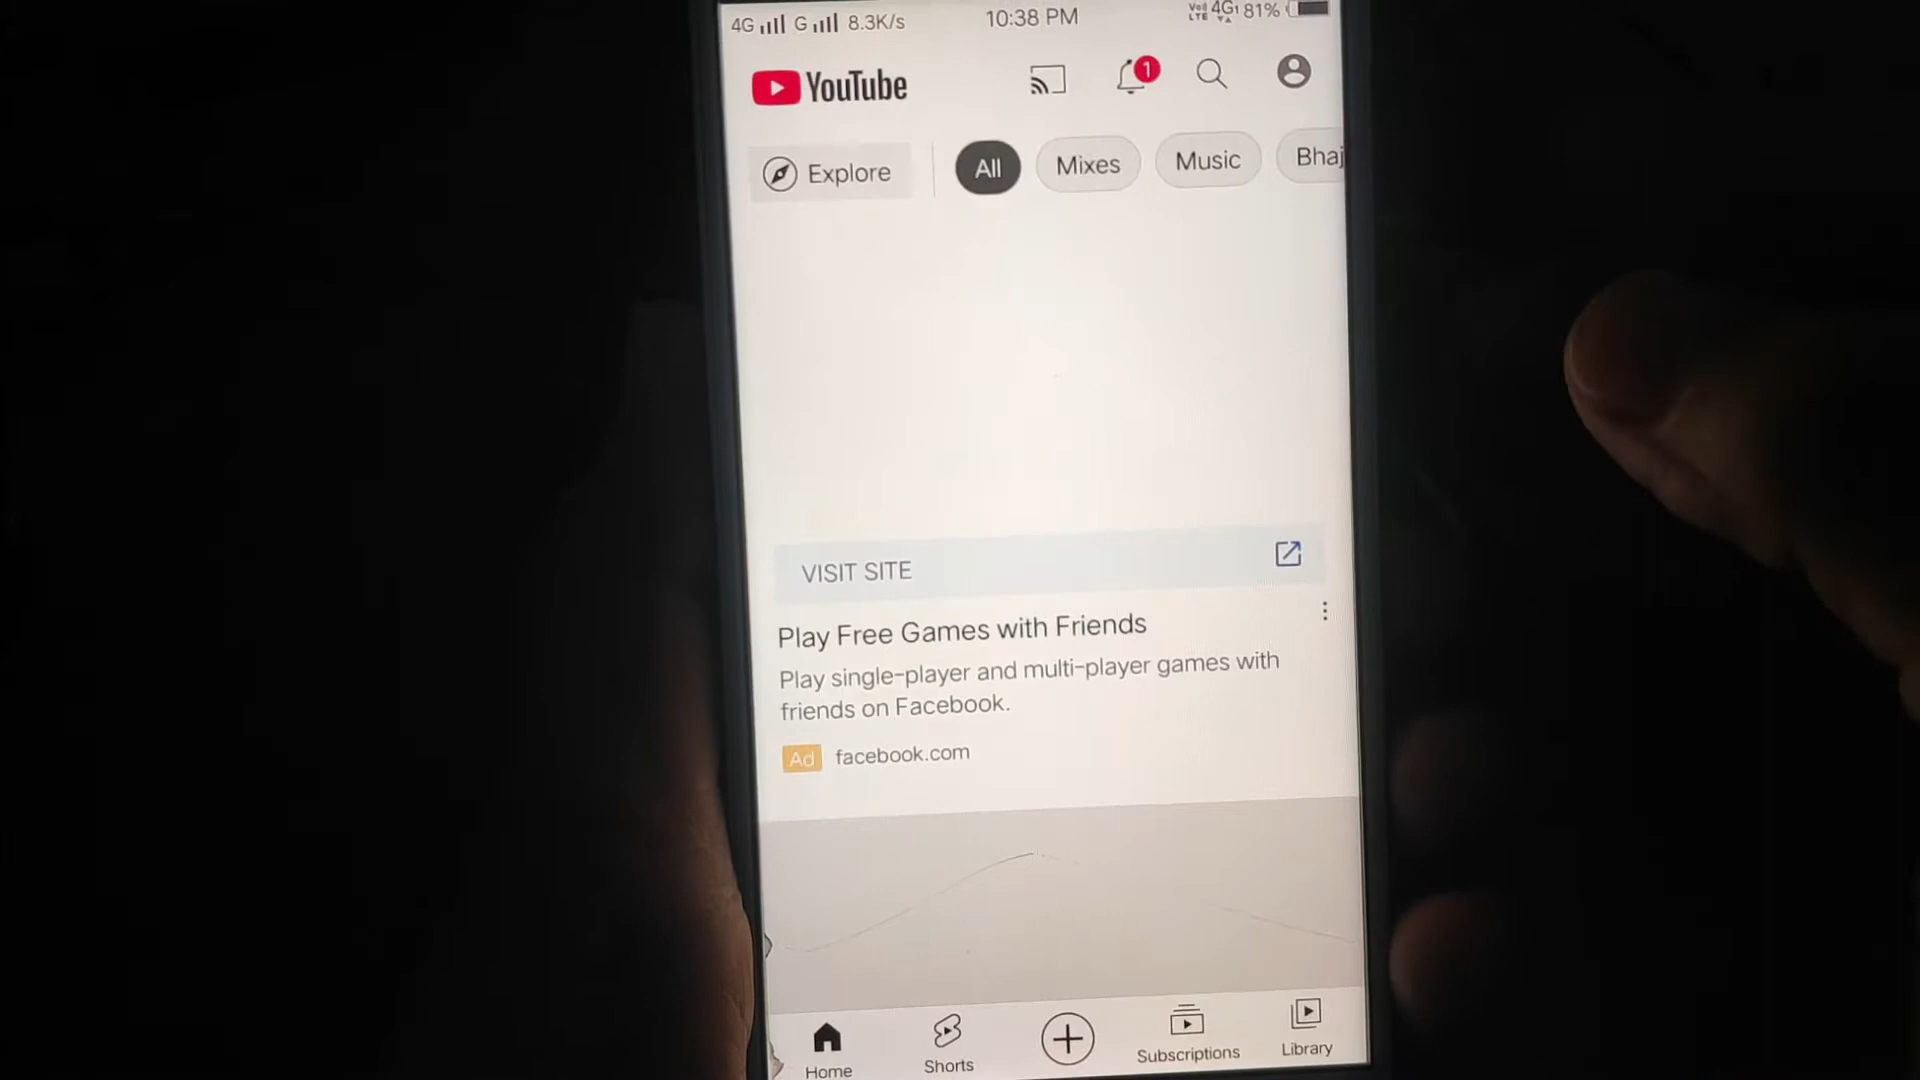 4G G 8.3K/s 10:38 PM VoLTE 4G 81%
YouTube 1
Explore All Mixes Music Bhaj
VISIT SITE
Play Free Games with Friends
Play single-player and multi-player games with
friends on Facebook.
Ad facebook.com
Home Shorts Subscriptions Library